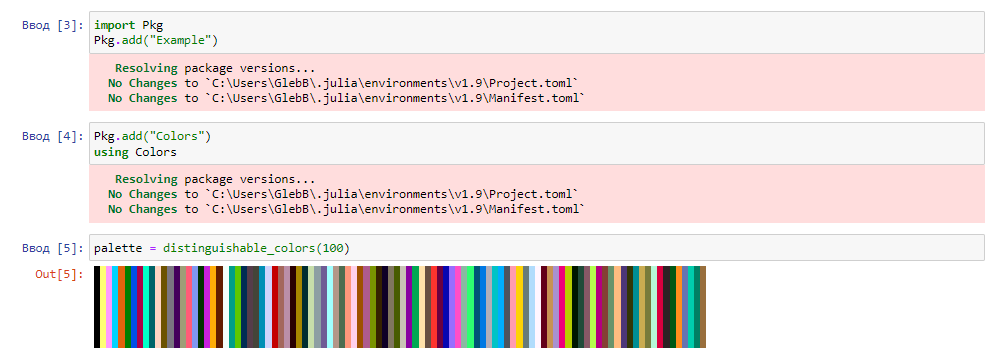 Ввод [3]: import Pkg
Pkg.add("Example")
Resolving package versions...
No Changes to `C:\Users\GlebB\.julia\environments\v1.9\Project.toml`
No Changes to `C:\Users\GlebB\.julia\environments\v1.9\Manifest.toml`
Ввод [4]: Pkg.add("Colors")
using Colors
Resolving package versions...
No Changes to `C:\Users\GlebB\.julia\environments\v1.9\Project.toml`
No Changes to `C:\Users\GlebB\.julia\environments\v1.9\Manifest.toml`
Ввод [5]: palette = distinguishable_colors(100)
Out[5]: